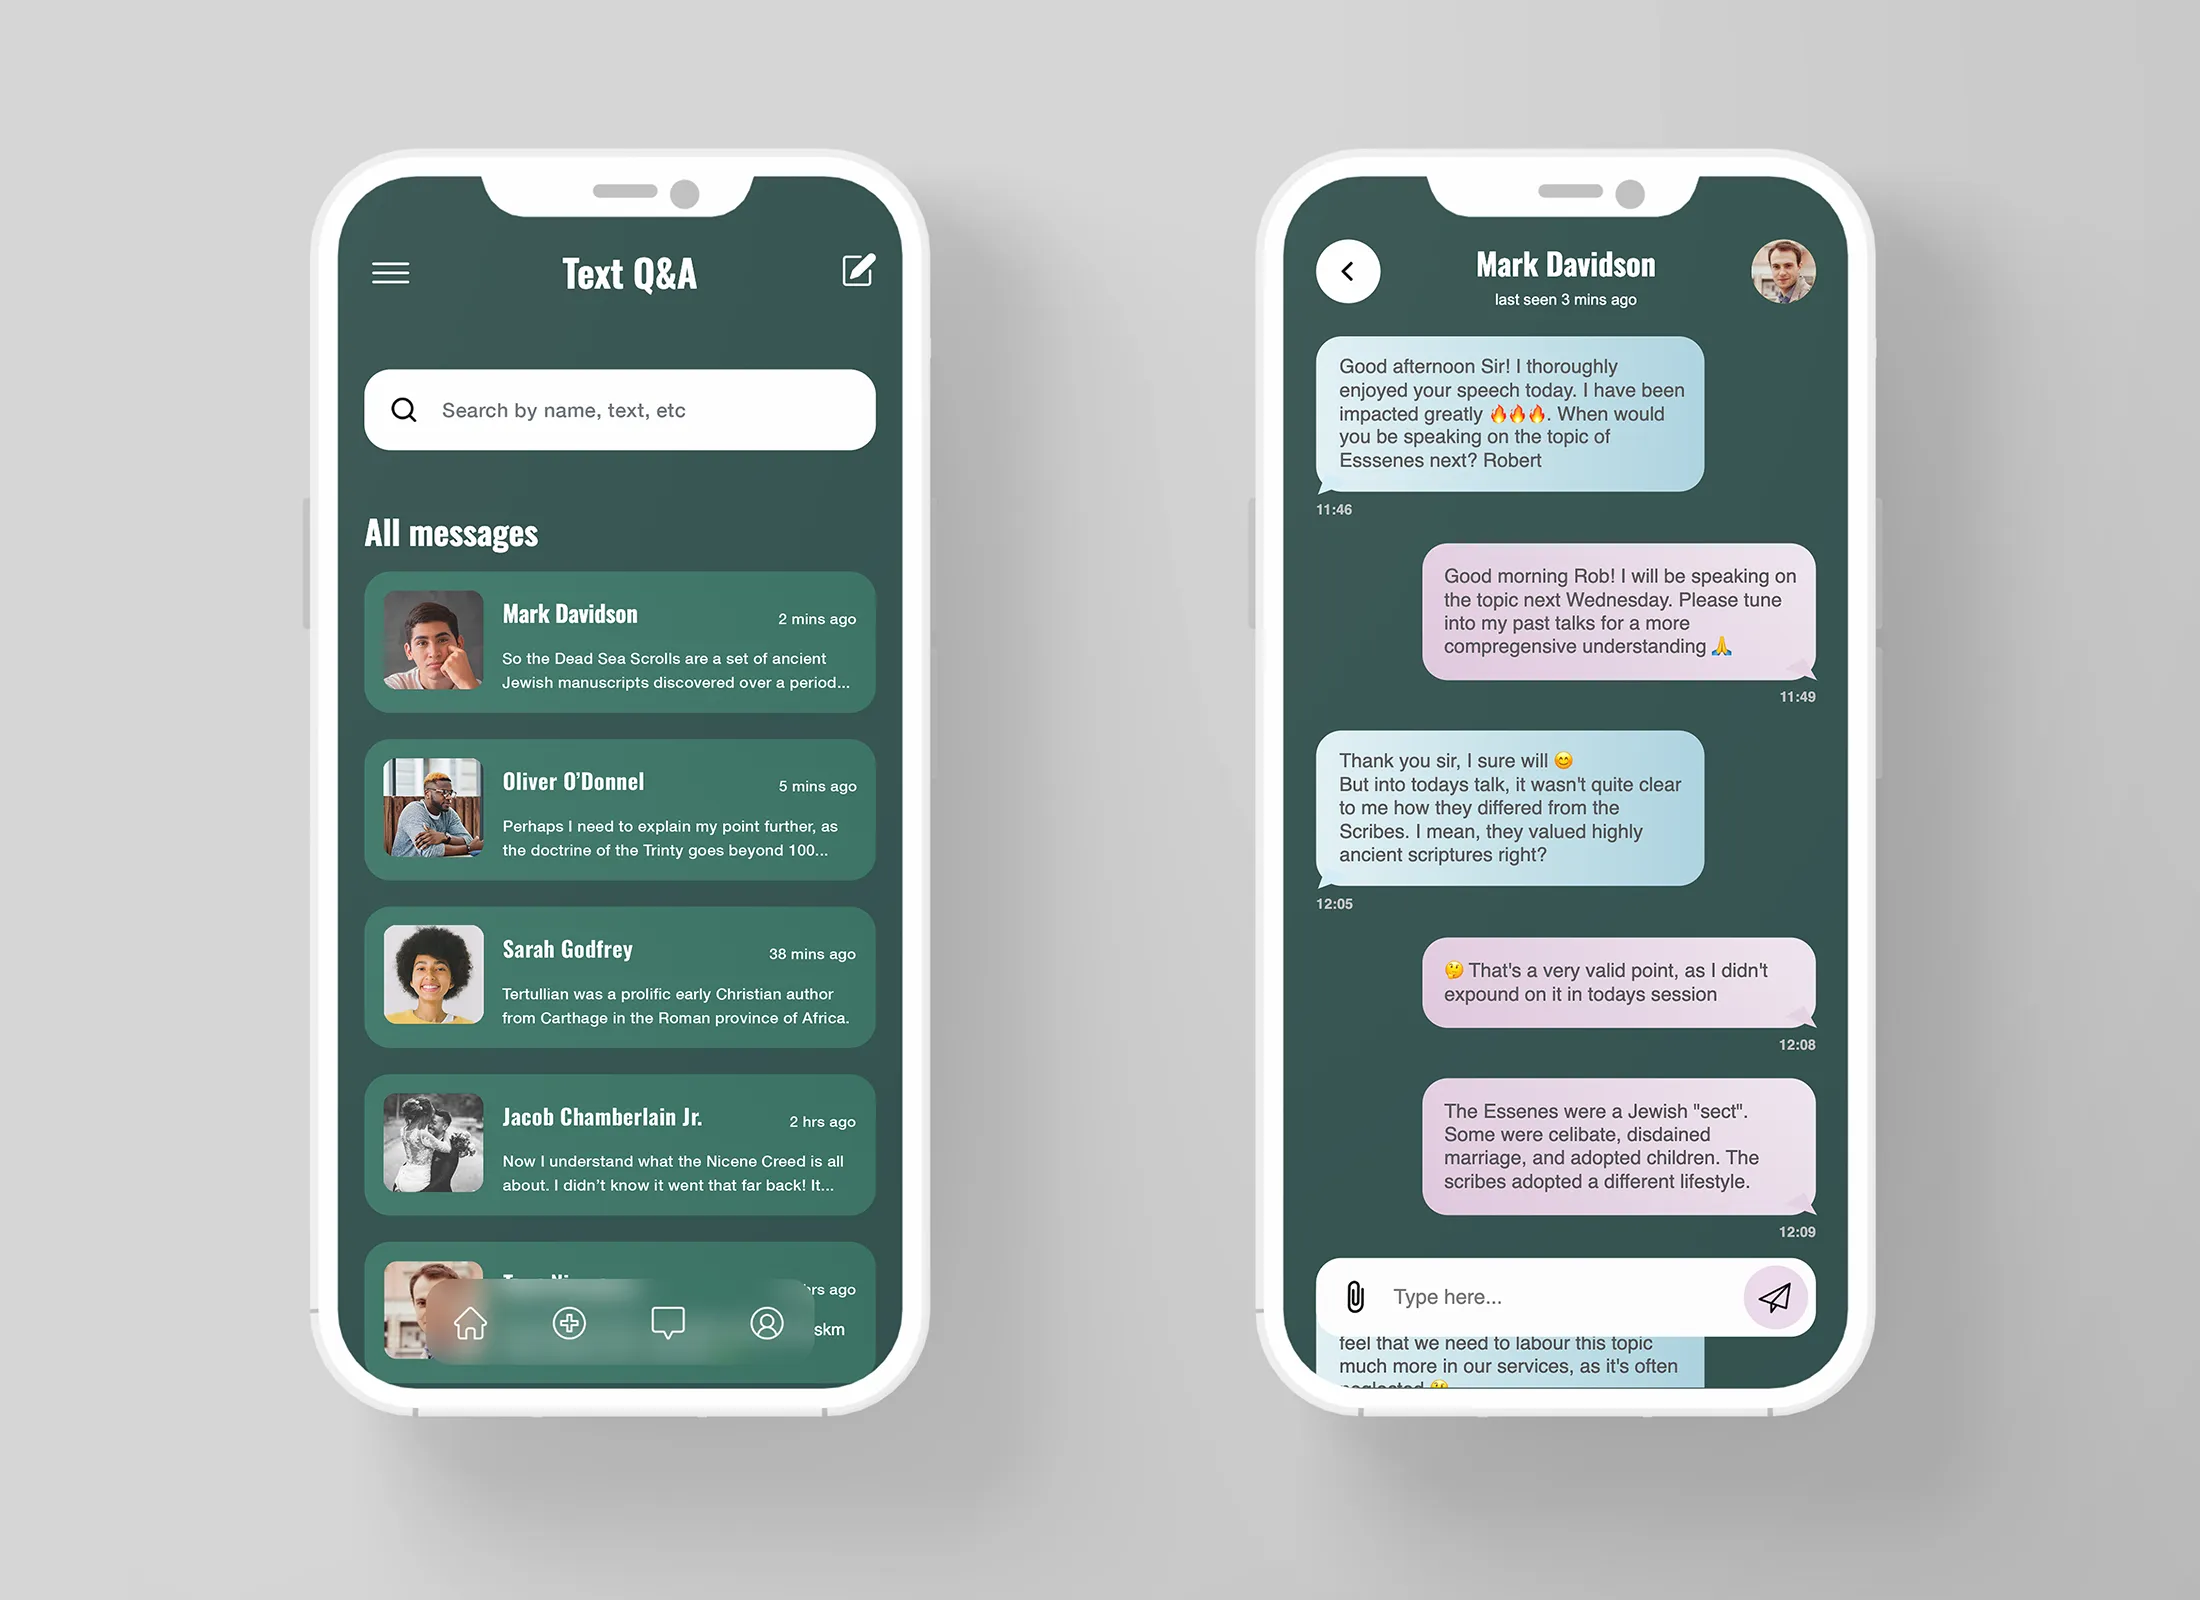 Text Q&A
Search by name, text, etc
All messages
Mark Davidson
2 mins ago
So the Dead Sea Scrolls are a set of ancient
Jewish manuscripts discovered over a period...
Oliver O'Donnel
5 mins ago
Perhaps I need to explain my point further, as
the doctrine of the Trinty goes beyond 100...
Sarah Godfrey
38 mins ago
Tertullian was a prolific early Christian author
from Carthage in the Roman province of Africa.
Jacob Chamberlain Jr.
2 hrs ago
Now I understand what the Nicene Creed is all
about. I didn't know it went that far back! It...
hrs ago
skm
Mark Davidson
last seen 3 mins ago
Good afternoon Sir! I thoroughly
enjoyed your speech today. I have been
impacted greatly 🔥🔥🔥. When would
you be speaking on the topic of
Esssenes next? Robert
11:46
Good morning Rob! I will be speaking on
the topic next Wednesday. Please tune
into my past talks for a more
compregensive understanding 🙏
11:49
Thank you sir, I sure will 😊
But into todays talk, it wasn't quite clear
to me how they differed from the
Scribes. I mean, they valued highly
ancient scriptures right?
12:05
🤔 That's a very valid point, as I didn't
expound on it in todays session
12:08
The Essenes were a Jewish "sect".
Some were celibate, disdained
marriage, and adopted children. The
scribes adopted a different lifestyle.
12:09
Type here...
feel that we need to labour this topic
much more in our services, as it's often
neglected